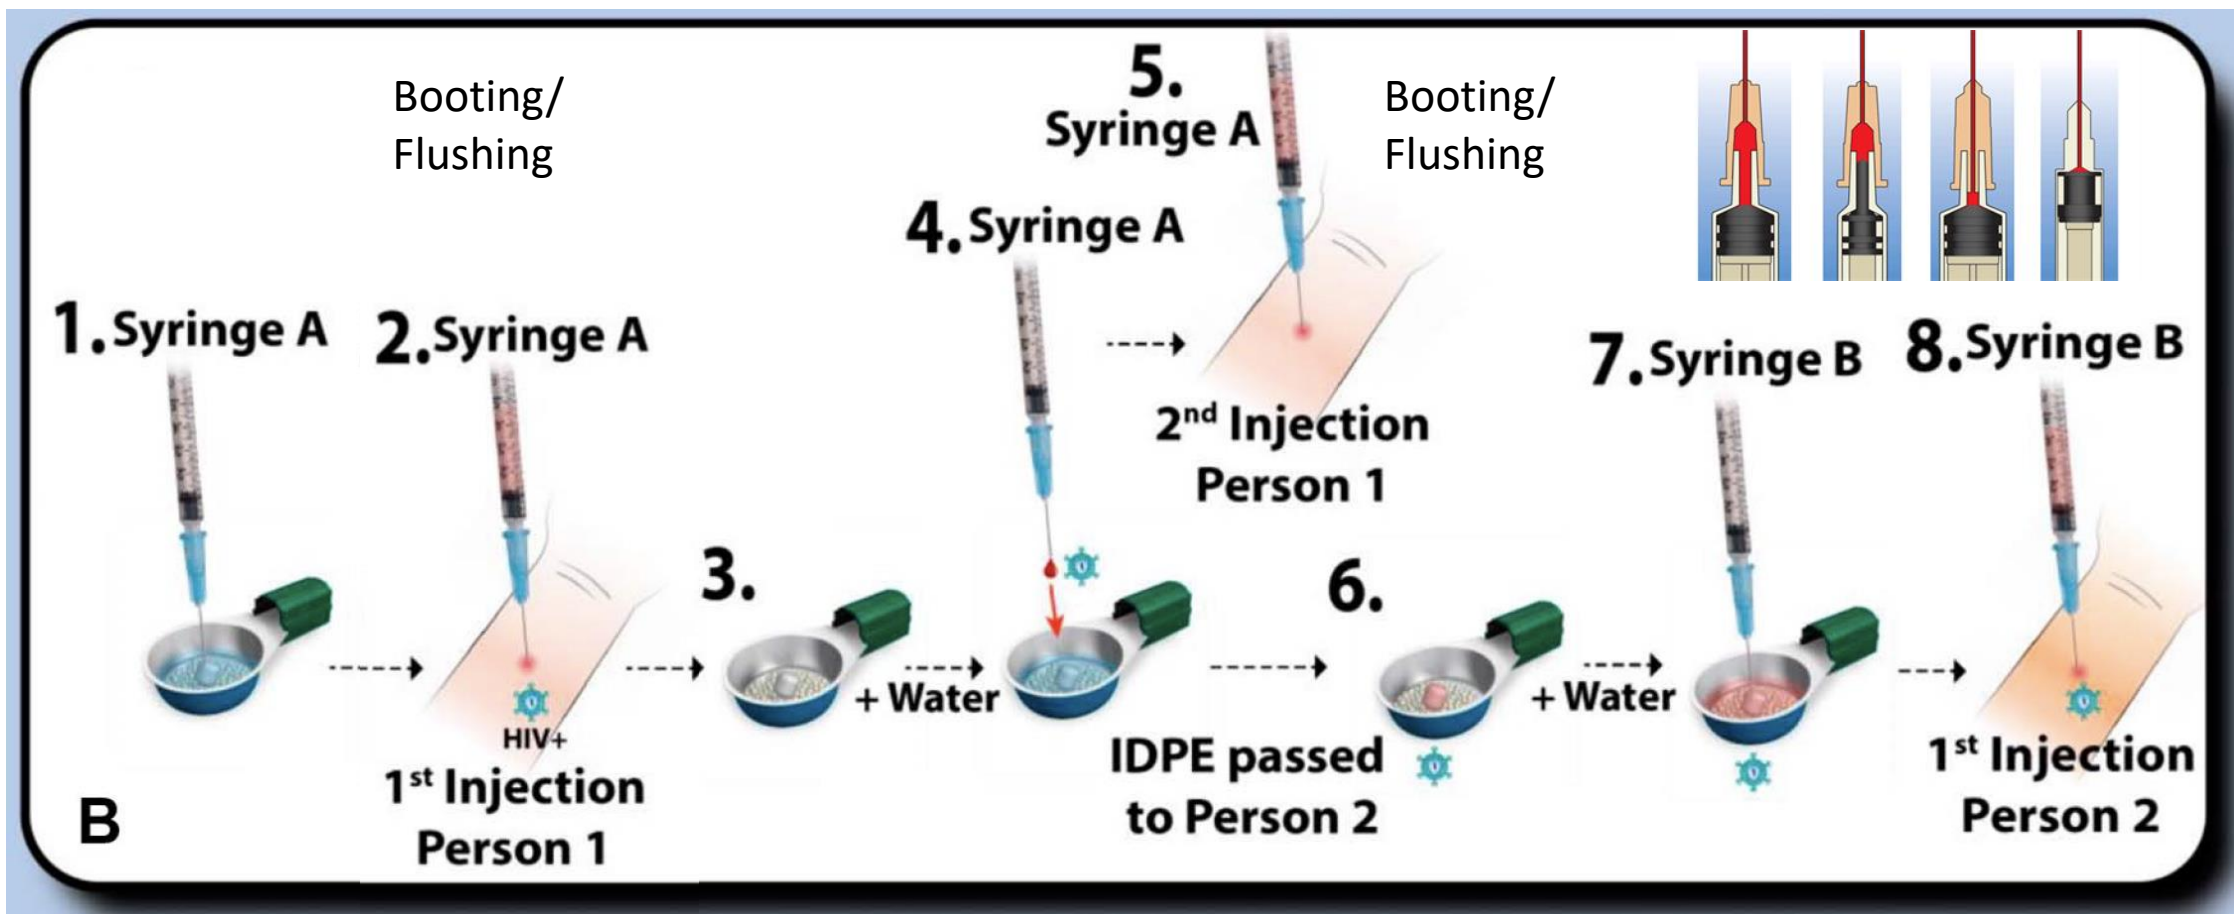 Booting/
Flushing
1. Syringe A
2. Syringe A
HIV+
1st Injection
Person 1
3.
+ Water
4. Syringe A
5.
Syringe A
2nd Injection
Person 1
Booting/
Flushing
IDPE passed
to Person 2
6.
+ Water
7. Syringe B
8. Syringe B
1st Injection
Person 2
B